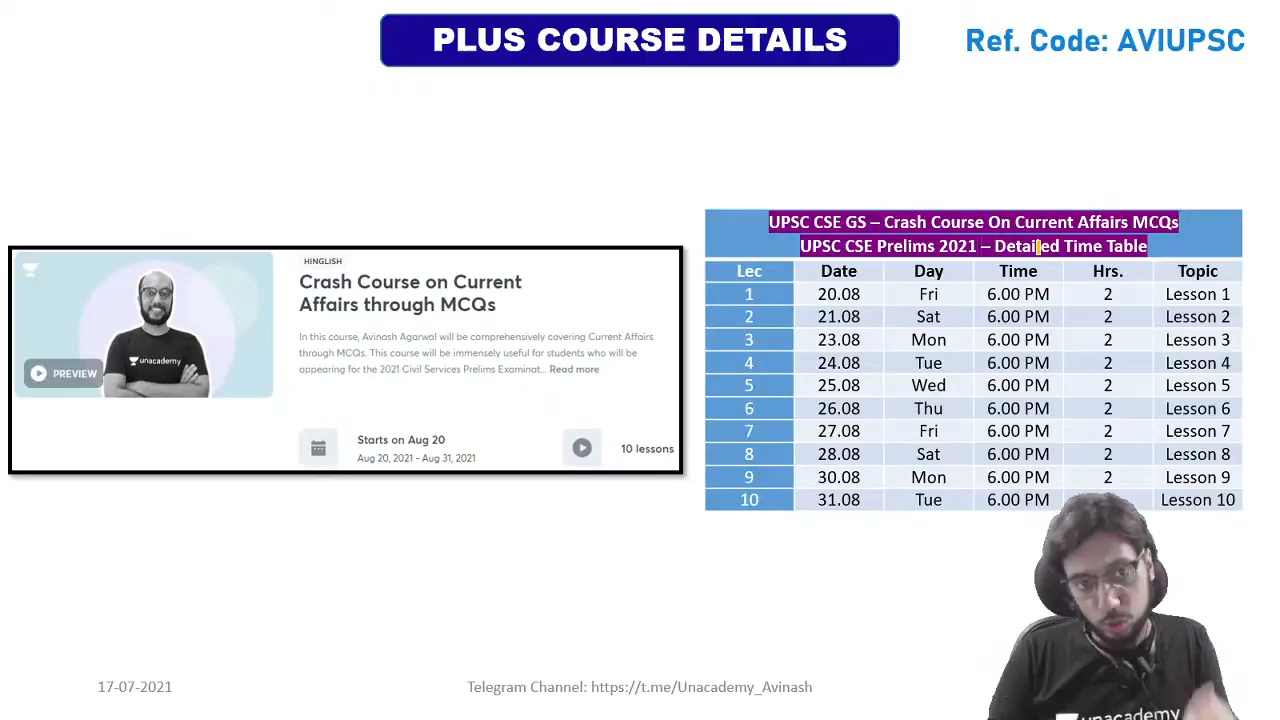 PLUS COURSE DETAILS
Ref. Code: AVIUPSC
HINGLISH
Crash Course on Current
Affairs through MCQs
In this course, Avinash Agarwal will be comprehensively covering Current Affairs
through MCQs. This course will be immensely useful for students who will be
appearing for the 2021 Civil Services Prelims Examinat... Read more
unacademy
PREVIEW
Starts on Aug 20
Aug 20, 2021 - Aug 31, 2021
10 lessons
UPSC CSE GS – Crash Course On Current Affairs MCQs
UPSC CSE Prelims 2021 – Detailed Time Table
Lec Date Day Time Hrs. Topic
1 20.08 Fri 6.00 PM 2 Lesson 1
2 21.08 Sat 6.00 PM 2 Lesson 2
3 23.08 Mon 6.00 PM 2 Lesson 3
4 24.08 Tue 6.00 PM 2 Lesson 4
5 25.08 Wed 6.00 PM 2 Lesson 5
6 26.08 Thu 6.00 PM 2 Lesson 6
7 27.08 Fri 6.00 PM 2 Lesson 7
8 28.08 Sat 6.00 PM 2 Lesson 8
9 30.08 Mon 6.00 PM 2 Lesson 9
10 31.08 Tue 6.00 PM Lesson 10
17-07-2021
Telegram Channel: https://t.me/Unacademy_Avinash
unacademy